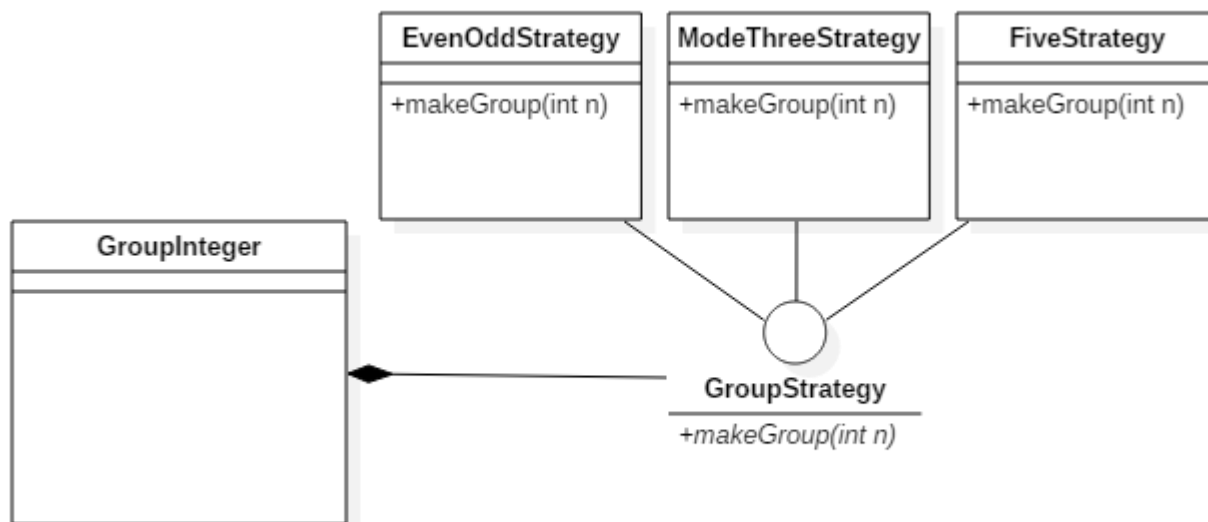 EvenOddStrategy
+makeGroup(int n)
ModeThreeStrategy
+makeGroup(int n)
FiveStrategy
+makeGroup(int n)
GroupInteger
GroupStrategy
+makeGroup(int n)